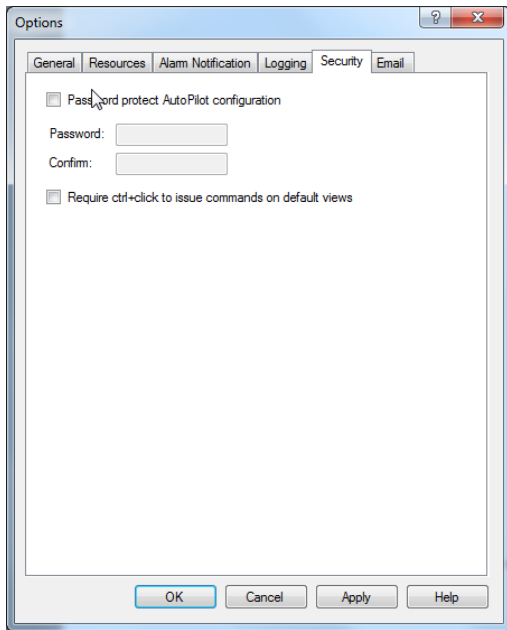 Options
General Resources Alarm Notification Logging Security Email
Password protect AutoPilot configuration
Password:
Confirm:
Require ctrl+click to issue commands on default views
OK Cancel Apply Help